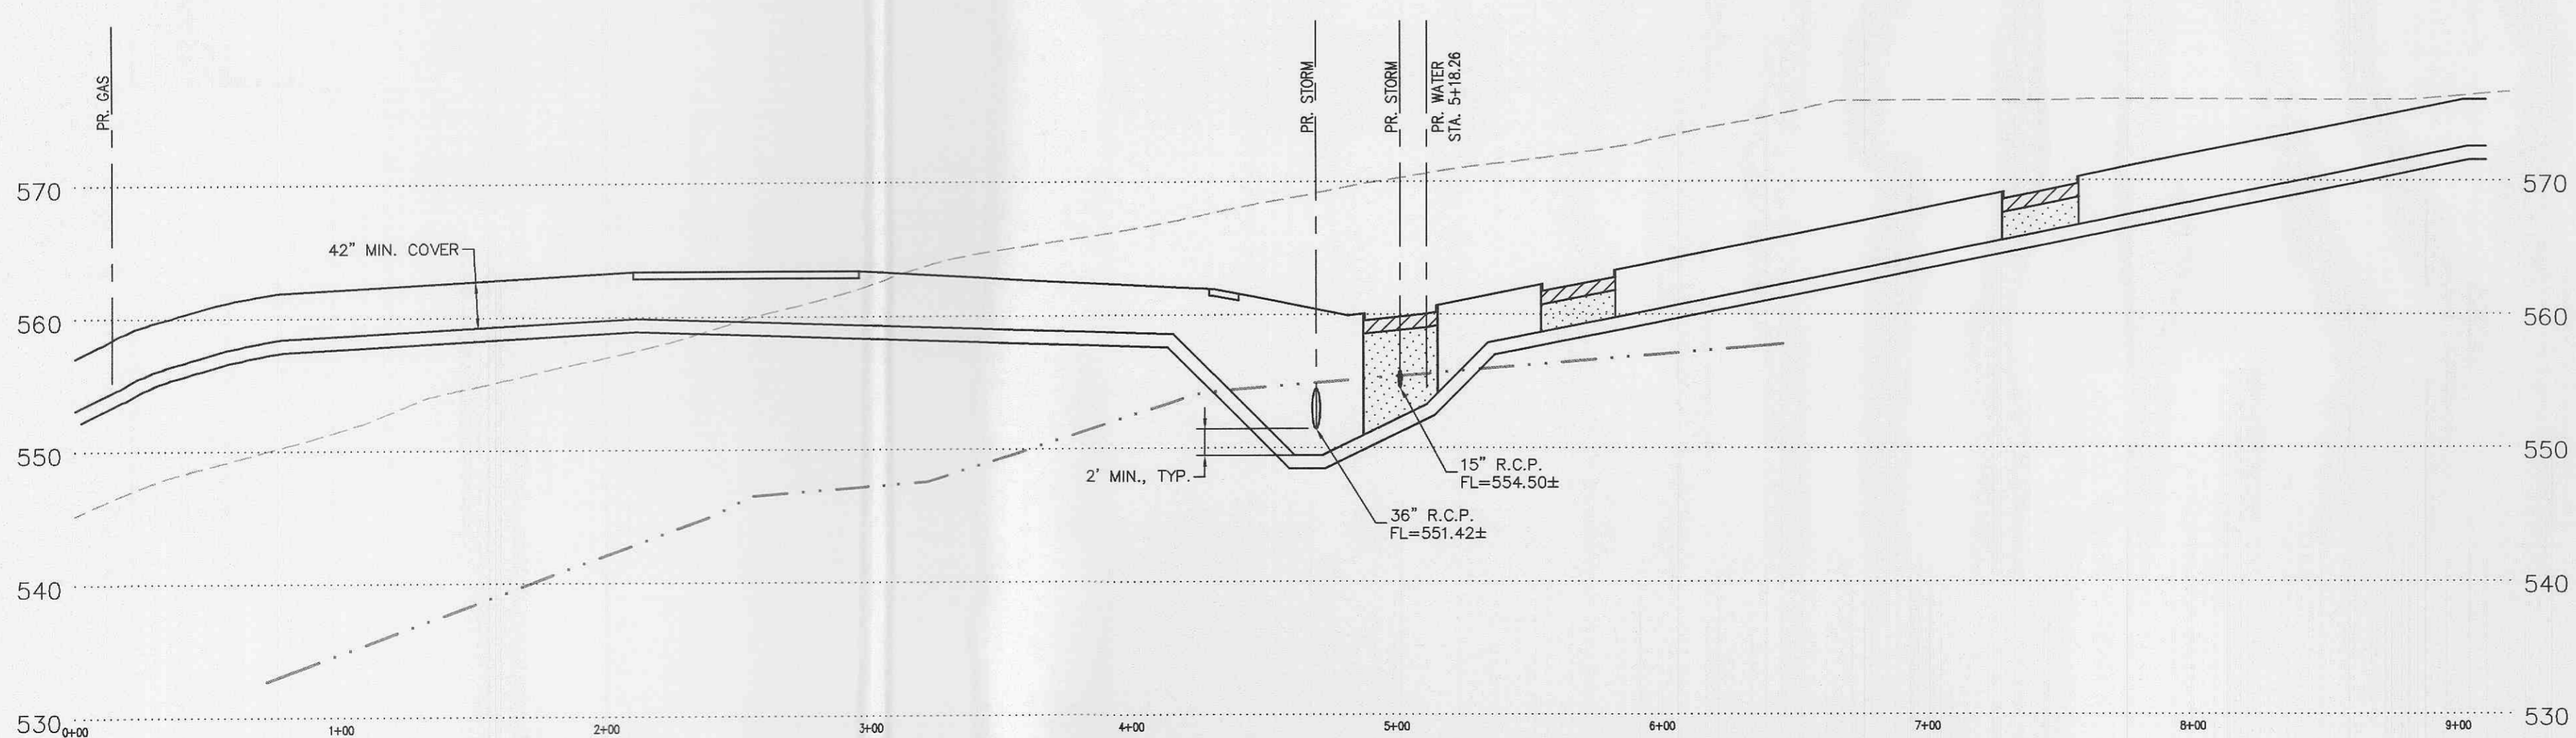 PR. GAS
PR. STORM
PR. STORM
PR. WATER
STA. 5+18.26
570
570
42" MIN. COVER
560
560
550
550
2' MIN., TYP.
15" R.C.P.
FL=554.50±
36" R.C.P.
FL=551.42±
540
540
530
530
0+00
1+00
2+00
3+00
4+00
5+00
6+00
7+00
8+00
9+00